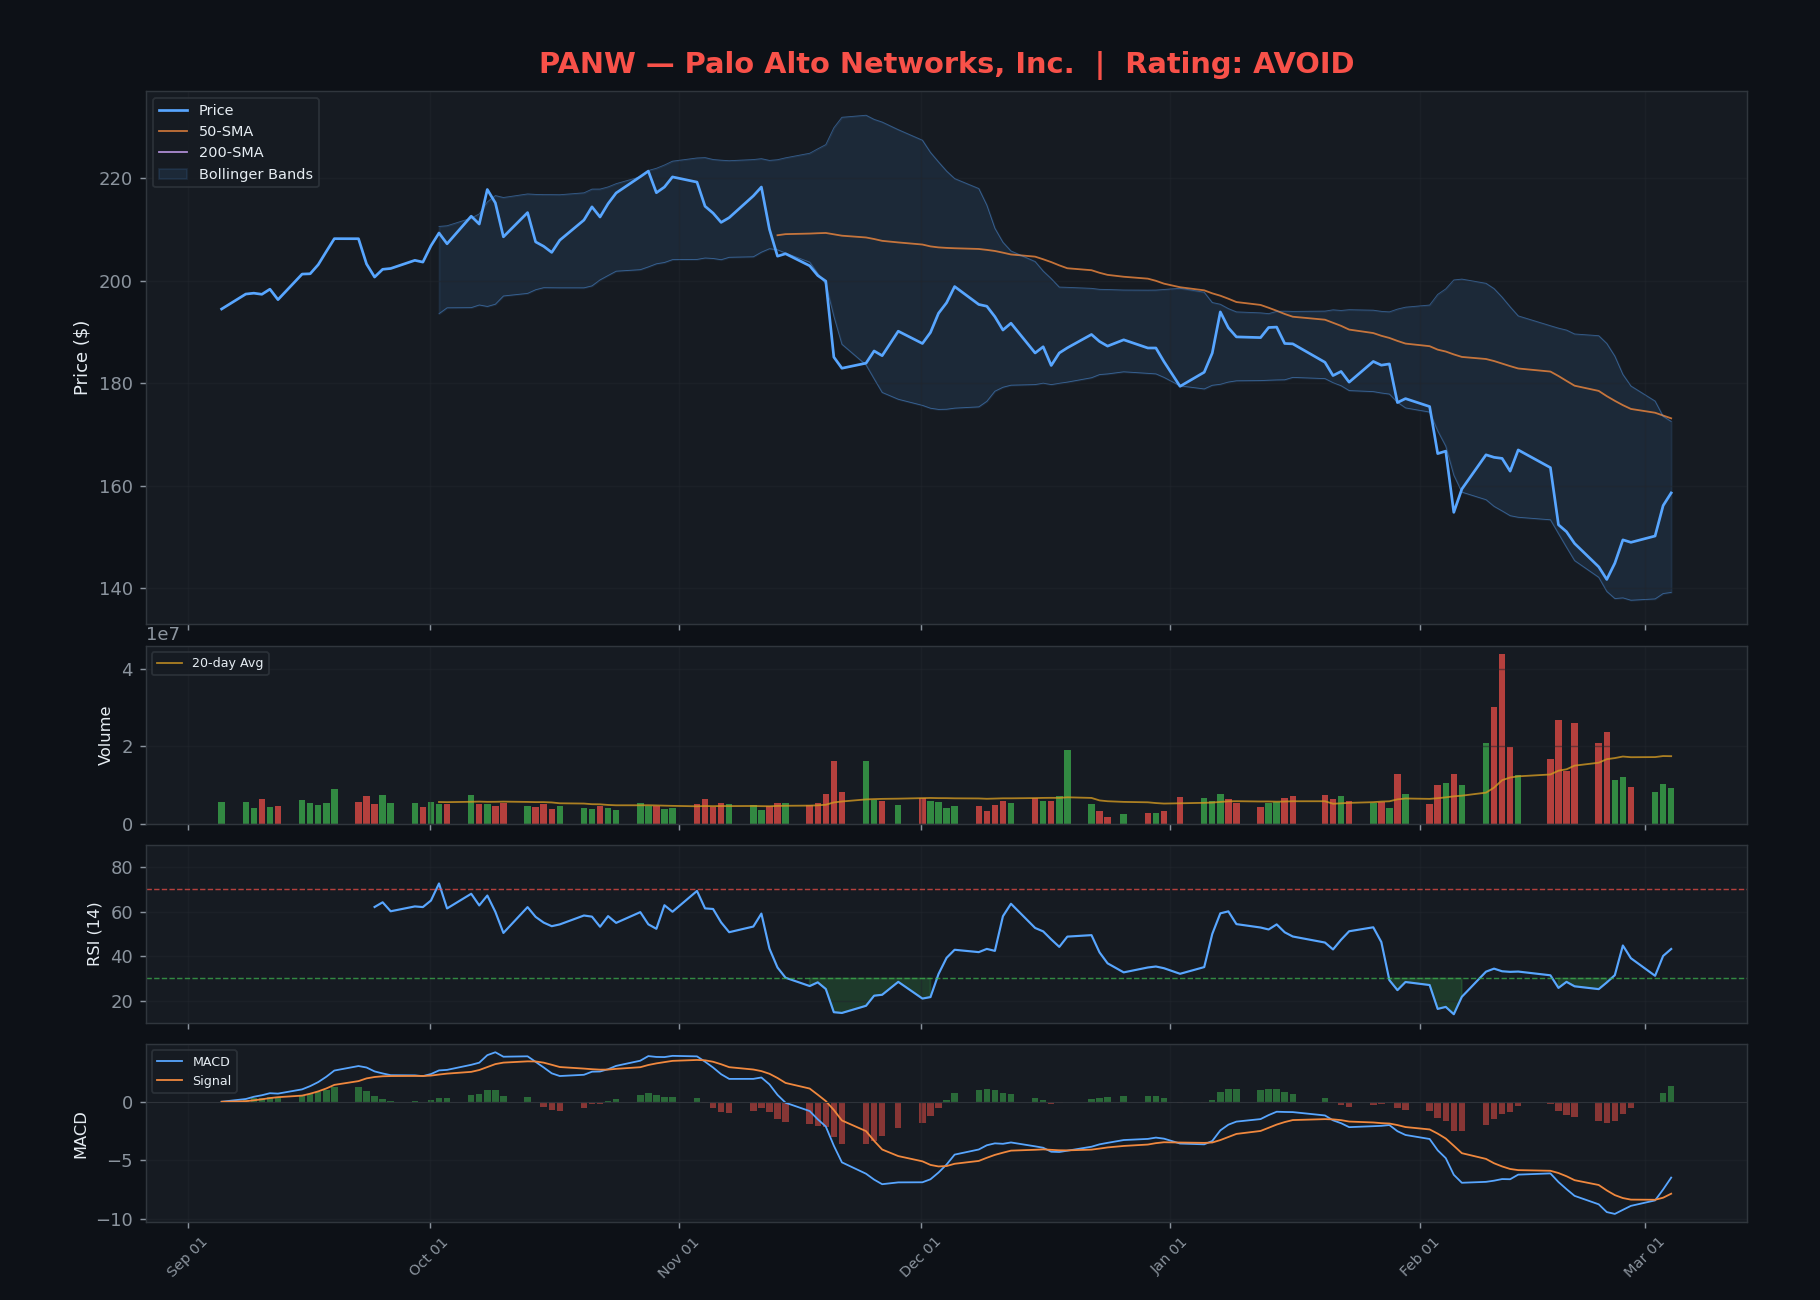 PANW — Palo Alto Networks, Inc. | Rating: AVOID
Price
50-SMA
200-SMA
Bollinger Bands
Price ($)
220
200
180
160
140
1e7
20-day Avg
Volume
4
2
0
RSI (14)
80
60
40
20
MACD
Signal
MACD
0
−5
−10
Sep 01
Oct 01
Nov 01
Dec 01
Jan 01
Feb 01
Mar 01